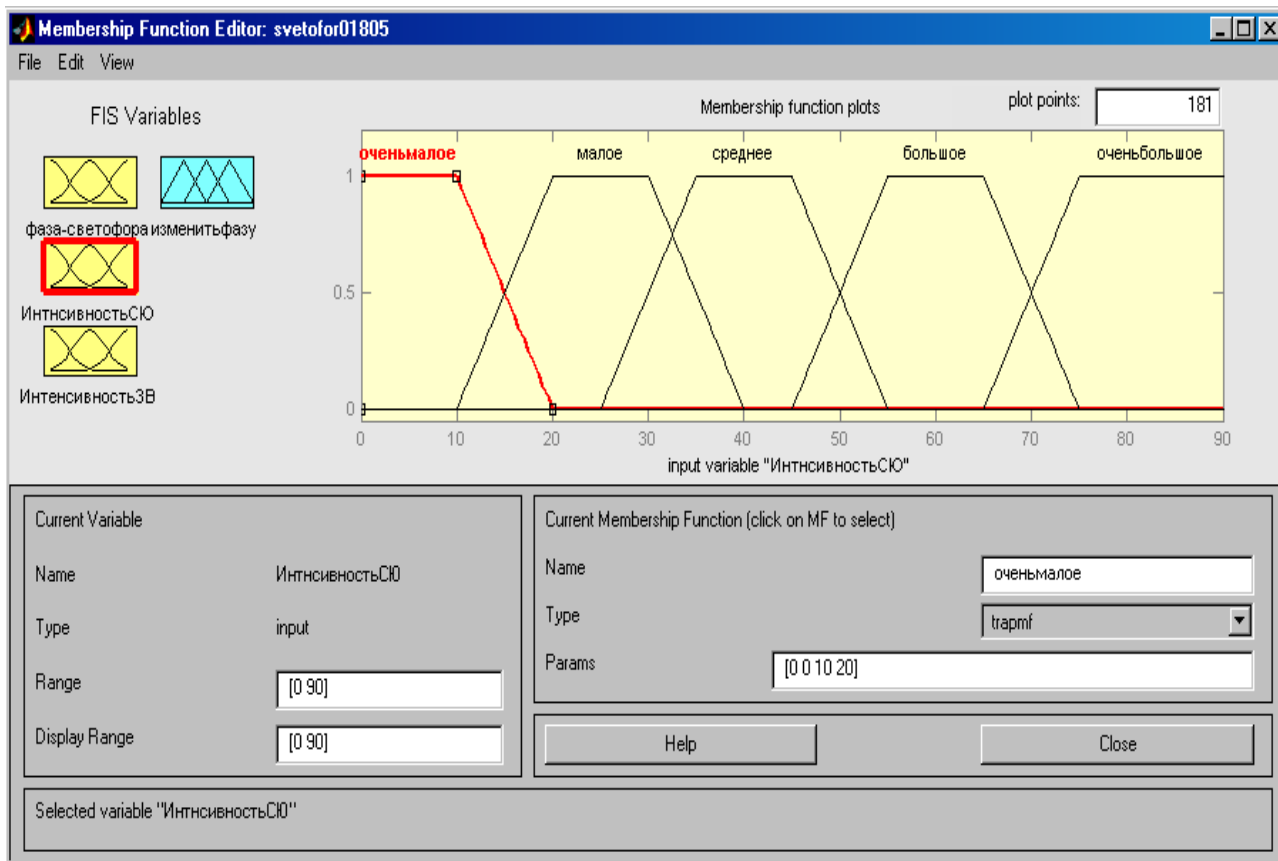 Membership Function Editor: svetofor01805
File Edit View
FIS Variables
фаза-светофора изменитьфазу
ИнтнсивностьСЮ
ИнтенсивностьЗВ
Membership function plots
plot points: 181
оченьмалое малое среднее большое оченьбольшое
1
0.5
0
0 10 20 30 40 50 60 70 80 90
input variable "ИнтнсивностьСЮ"
Current Variable
Name ИнтнсивностьСЮ
Type input
Range [0 90]
Display Range [0 90]
Current Membership Function (click on MF to select)
Name оченьмалое
Type trapmf
Params [0 0 10 20]
Help Close
Selected variable "ИнтнсивностьСЮ"